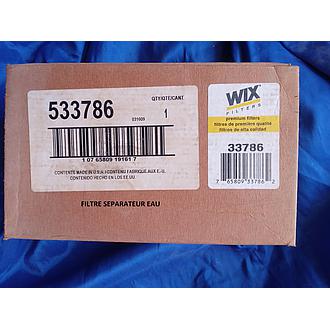 533786
QTY/QTE/CANT
031609
1
1 07 65809 19161 7
CONTENTS MADE IN U.S.A./CONTENU FABRIQUE AUX E.-U.
CONTENIDO HECHO EN LOS EE.UU.
FILTRE SEPARATEUR EAU
WIX
FILTERS
premium filters
filtres de première qualité
filtros de alta calidad
33786
7 65809 33786 2